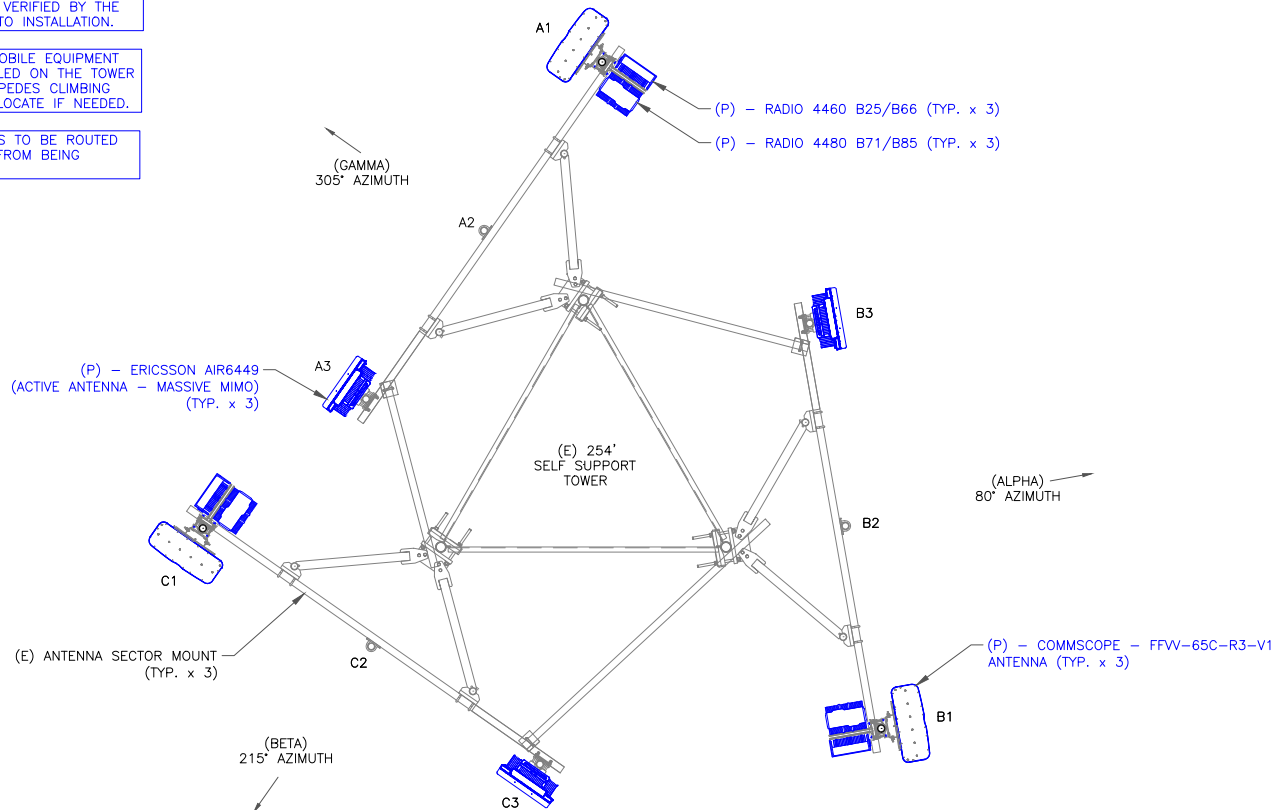 VERIFIED BY THE
TO INSTALLATION.
OBILE EQUIPMENT
LED ON THE TOWER
PEDES CLIMBING
LOCATE IF NEEDED.
S TO BE ROUTED
FROM BEING
A1
(P) – RADIO 4460 B25/B66 (TYP. x 3)
(P) – RADIO 4480 B71/B85 (TYP. x 3)
(GAMMA)
305° AZIMUTH
A2
B3
A3
(P) – ERICSSON AIR6449
(ACTIVE ANTENNA – MASSIVE MIMO)
(TYP. x 3)
(E) 254'
SELF SUPPORT
TOWER
(ALPHA)
80° AZIMUTH
B2
C1
(E) ANTENNA SECTOR MOUNT
(TYP. x 3)
C2
(P) – COMMSCOPE – FFVV-65C-R3-V1
ANTENNA (TYP. x 3)
B1
(BETA)
215° AZIMUTH
C3